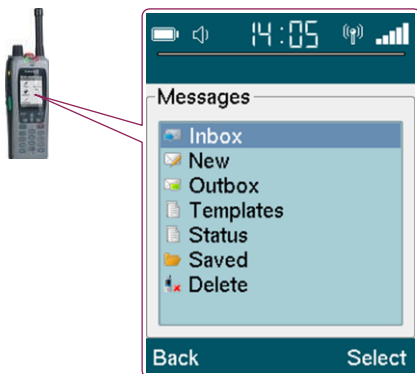 14:05
Messages
Inbox
New
Outbox
Templates
Status
Saved
Delete
Back Select